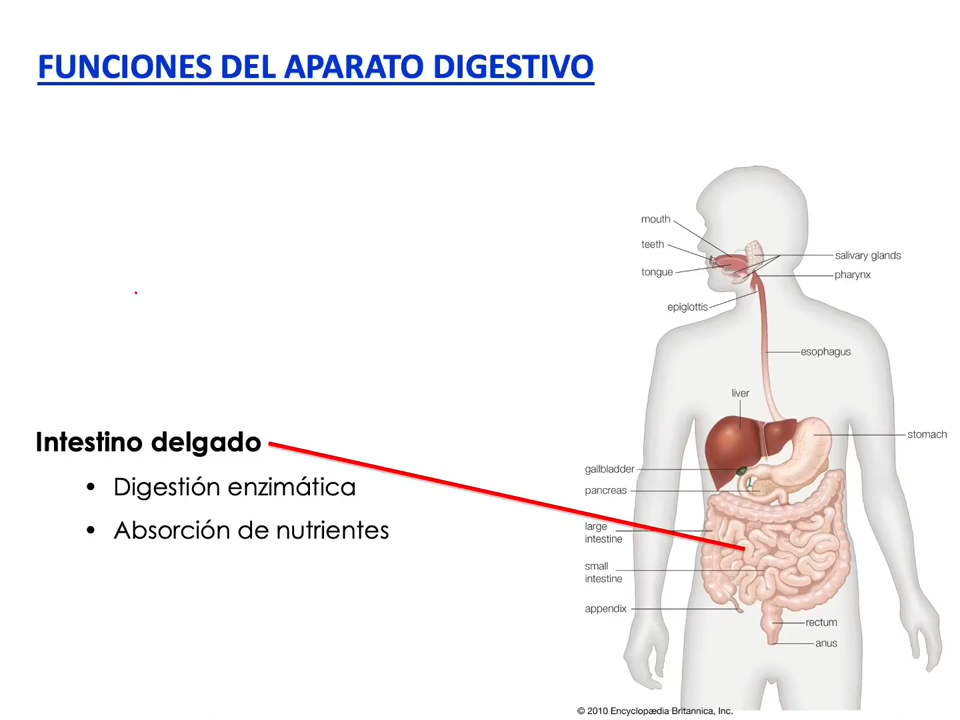 FUNCIONES DEL APARATO DIGESTIVO
mouth
teeth
tongue
salivary glands
pharynx
epiglottis
esophagus
liver
stomach
Intestino delgado
• Digestión enzimática
• Absorción de nutrientes
gallbladder
pancreas
large
intestine
small
intestine
appendix
rectum
anus
© 2010 Encyclopædia Britannica, Inc.